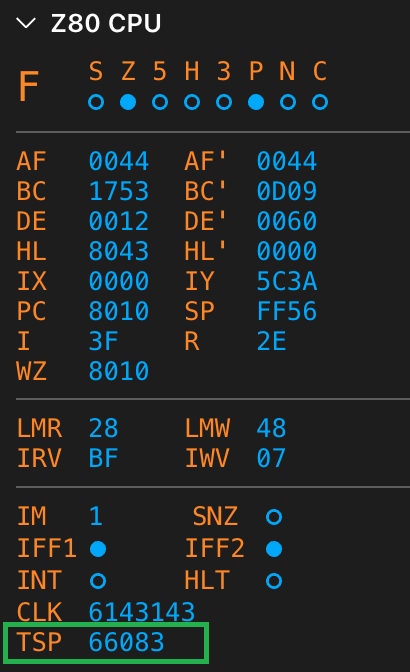 Z80 CPU
F S Z 5 H 3 P N C
AF 0044 AF' 0044
BC 1753 BC' 0D09
DE 0012 DE' 0060
HL 8043 HL' 0000
IX 0000 IY 5C3A
PC 8010 SP FF56
I 3F R 2E
WZ 8010
LMR 28 LMW 48
IRV BF IWV 07
IM 1 SNZ
IFF1 IFF2
INT HLT
CLK 6143143
TSP 66083